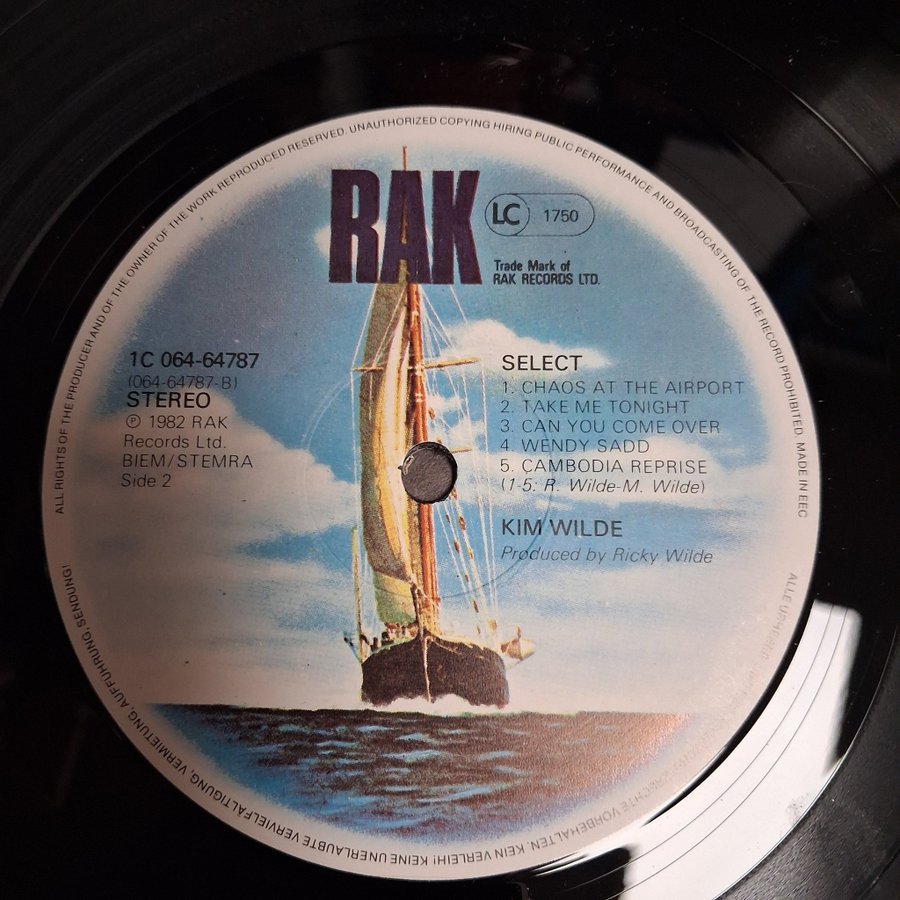 ALL RIGHTS OF THE PRODUCER AND OF THE OWNER OF THE WORK REPRODUCED RESERVED. UNAUTHORIZED COPYING HIRING PUBLIC PERFORMANCE AND BROADCASTING OF THE RECORD PROHIBITED. MADE IN EEC
RAK
LC 1750
Trade Mark of
RAK RECORDS LTD.
1C 064-64787
(064-64787-B)
STEREO
℗ 1982 RAK
Records Ltd.
BIEM/STEMRA
Side 2
SELECT
1. CHAOS AT THE AIRPORT
2. TAKE ME TONIGHT
3. CAN YOU COME OVER
4. WENDY SADD
5. CAMBODIA REPRISE
(1-5: R. Wilde-M. Wilde)
KIM WILDE
Produced by Ricky Wilde
ALLE VORBEHALTEN. KEIN VERLEIH! KEINE UNERLAUBTE VERVIELFÄLTIGUNG, VERMIETUNG, AUFFÜHRUNG, SENDUNG!